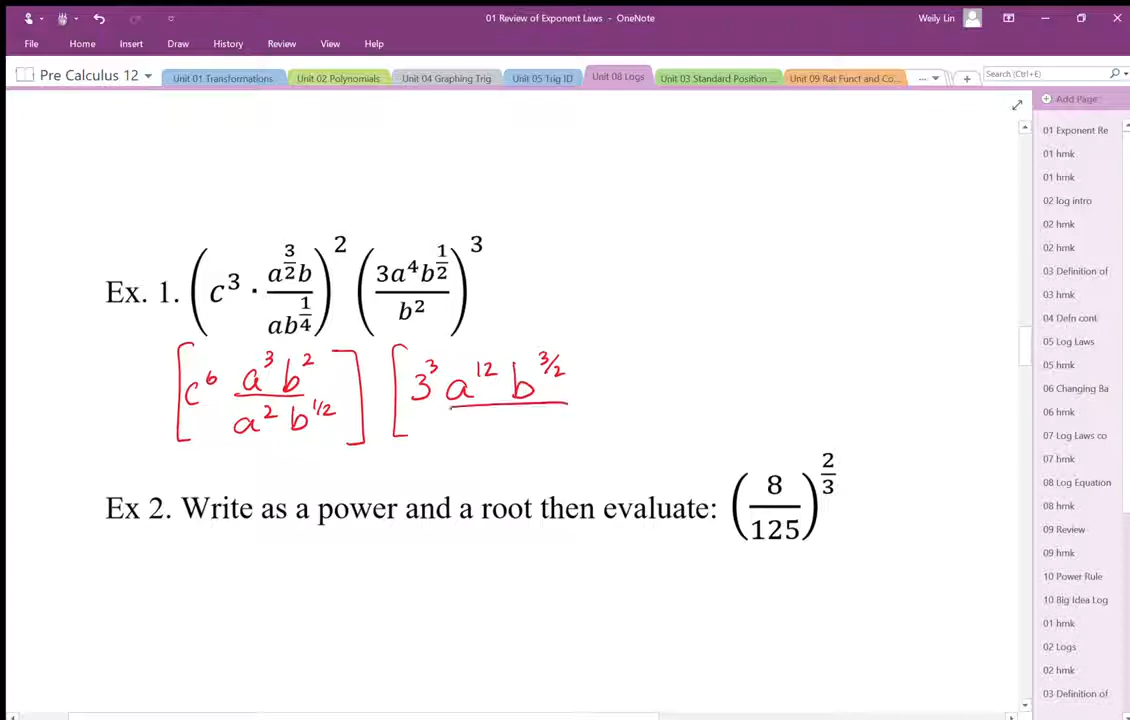 01 Review of Exponent Laws - OneNote
Weily Lin
File Home Insert Draw History Review View Help
Pre Calculus 12
Unit 01 Transformations
Unit 02 Polynomials
Unit 04 Graphing Trig
Unit 05 Trig ID
Unit 08 Logs
Unit 03 Standard Position ...
Unit 09 Rat Funct and Co...
...
Search (Ctrl+E)
Add Page
01 Exponent Re
01 hmk
01 hmk
02 log intro
02 hmk
02 hmk
03 Definition of
03 hmk
04 Defn cont
05 Log Laws
05 hmk
06 Changing Ba
06 hmk
07 Log Laws co
07 hmk
08 Log Equation
08 hmk
09 Review
09 hmk
10 Power Rule
10 Big Idea Log
01 hmk
02 Logs
02 hmk
03 Definition of
Ex. 1. (c^3 · (a^(3/2) b)/(ab^(1/4)))^2 ((3a^4 b^(1/2))/(b^2))^3
[c^6 (a^3 b^2)/(a^2 b^(1/2))] [3^3 a^12 b^(3/2)
Ex 2. Write as a power and a root then evaluate: (8/125)^(2/3)